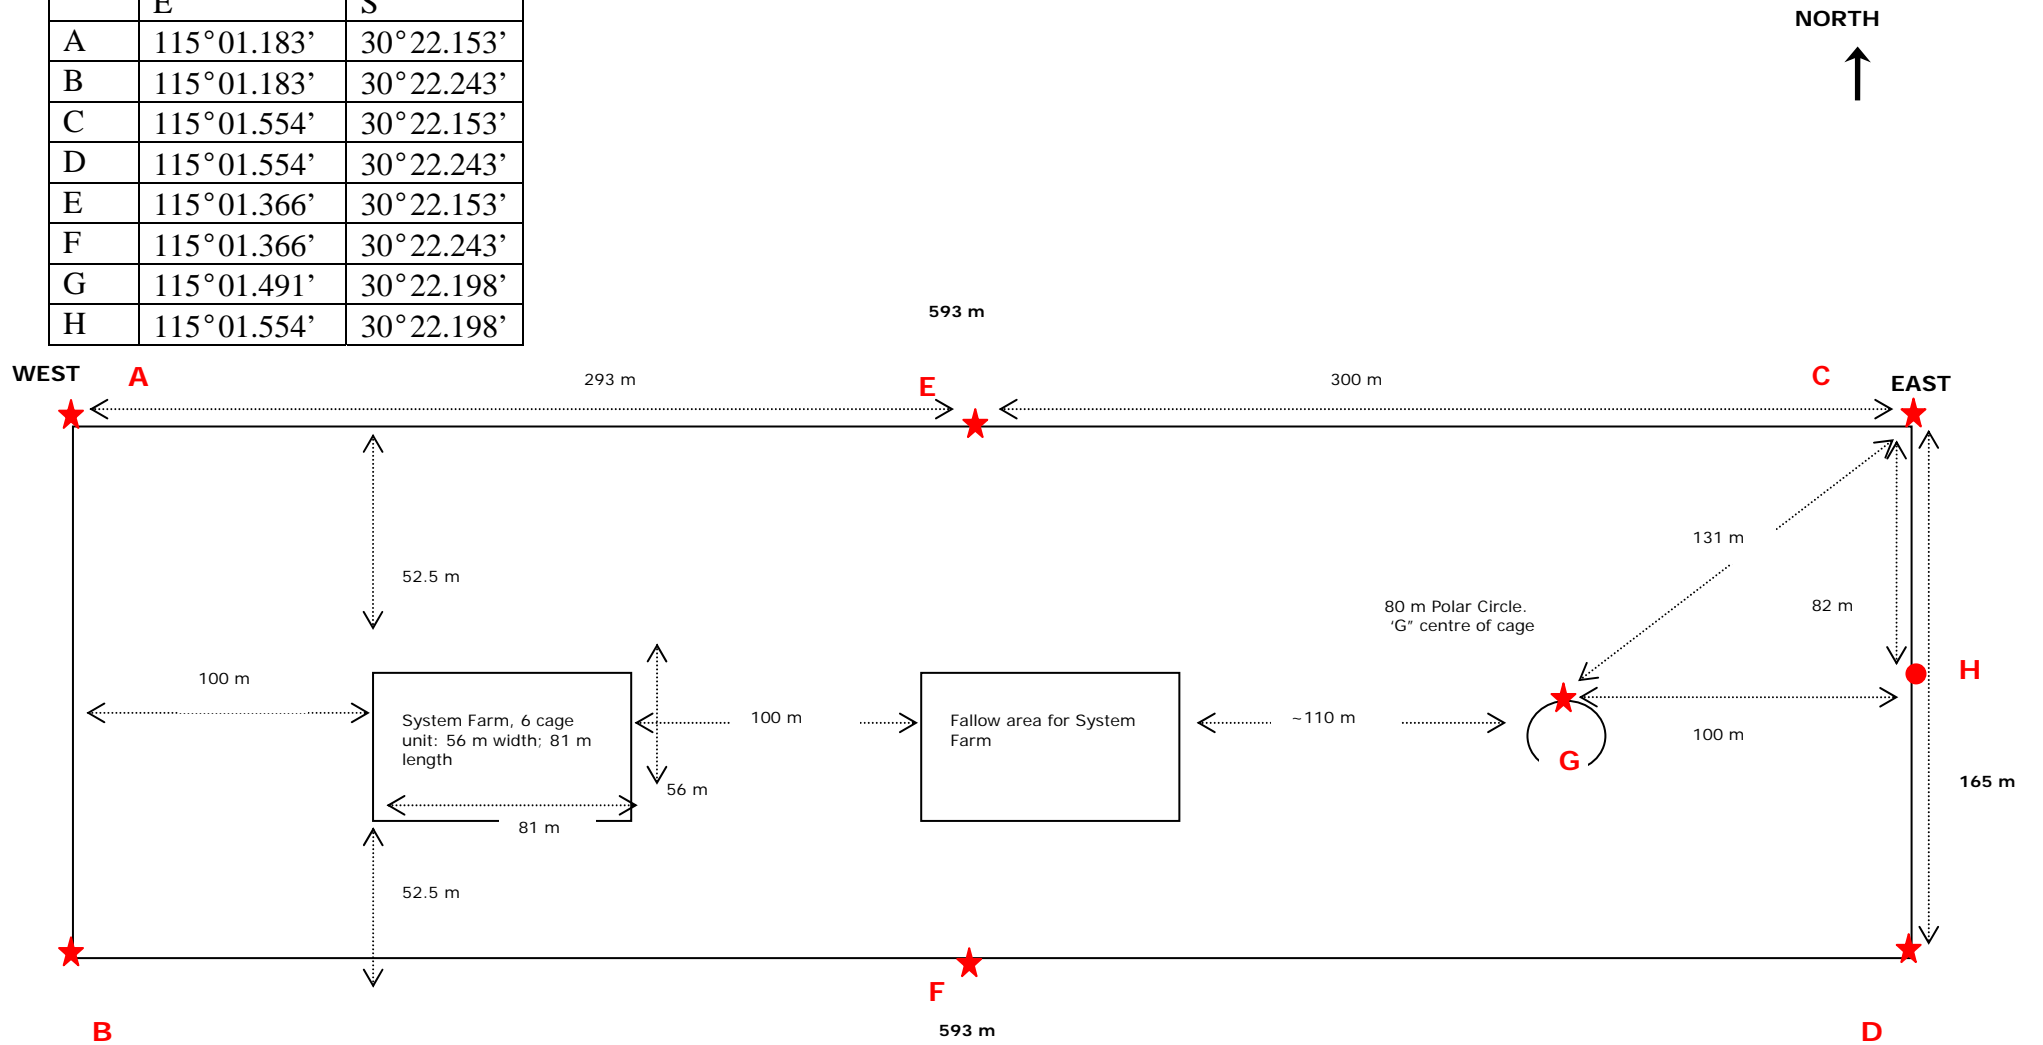 E S
A 115°01.183’ 30°22.153’
B 115°01.183’ 30°22.243’
C 115°01.554’ 30°22.153’
D 115°01.554’ 30°22.243’
E 115°01.366’ 30°22.153’
F 115°01.366’ 30°22.243’
G 115°01.491’ 30°22.198’
H 115°01.554’ 30°22.198’
NORTH
593 m
WEST
A
293 m
E
300 m
C
EAST
52.5 m
131 m
80 m Polar Circle.
‘G” centre of cage
82 m
H
100 m
System Farm, 6 cage
unit: 56 m width; 81 m
length
100 m
Fallow area for System
Farm
~110 m
100 m
G
56 m
165 m
81 m
52.5 m
F
593 m
B
D